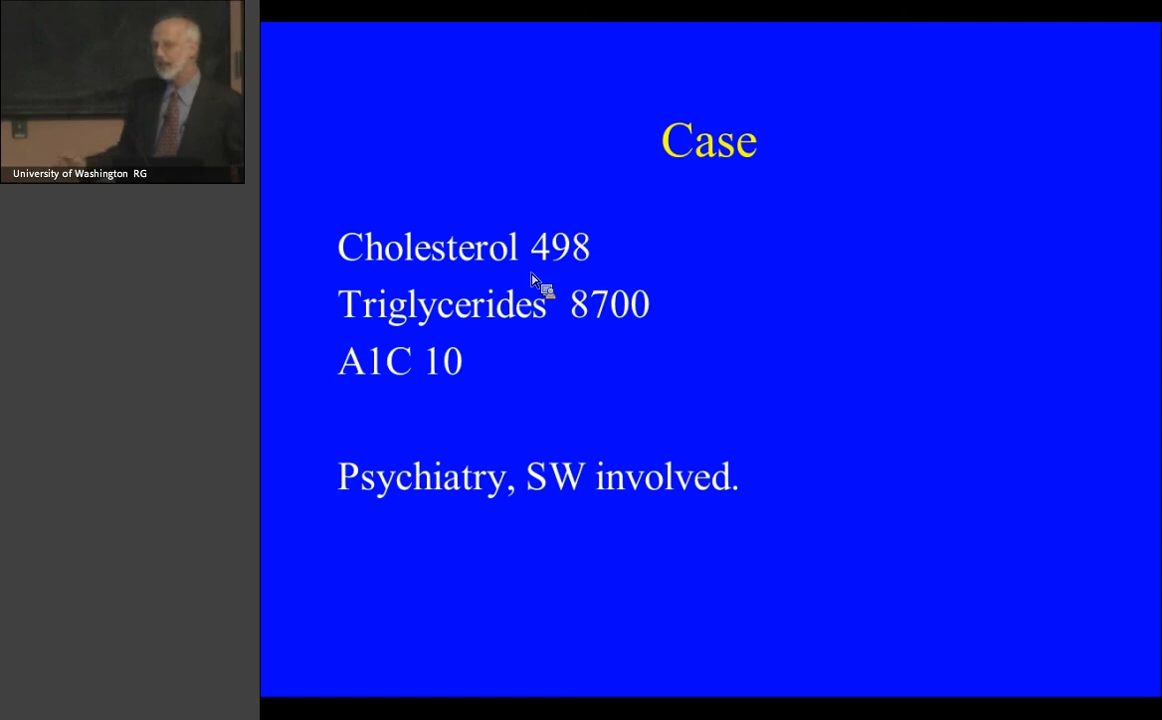 University of Washington RG
Case
Cholesterol 498
Triglycerides 8700
A1C 10
Psychiatry, SW involved.